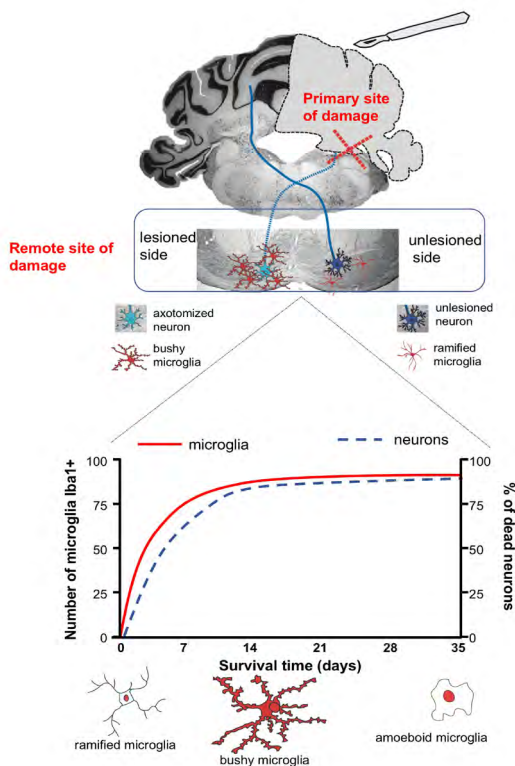 Primary site
of damage
Remote site of
damage
lesioned
side
unlesioned
side
axotomized
neuron
bushy
microglia
unlesioned
neuron
ramified
microglia
microglia
neurons
Number of microglia Iba1+
100
75
50
25
0
% of dead neurons
100
75
50
25
0
0 7 14 21 28 35
Survival time (days)
ramified microglia
bushy microglia
amoeboid microglia